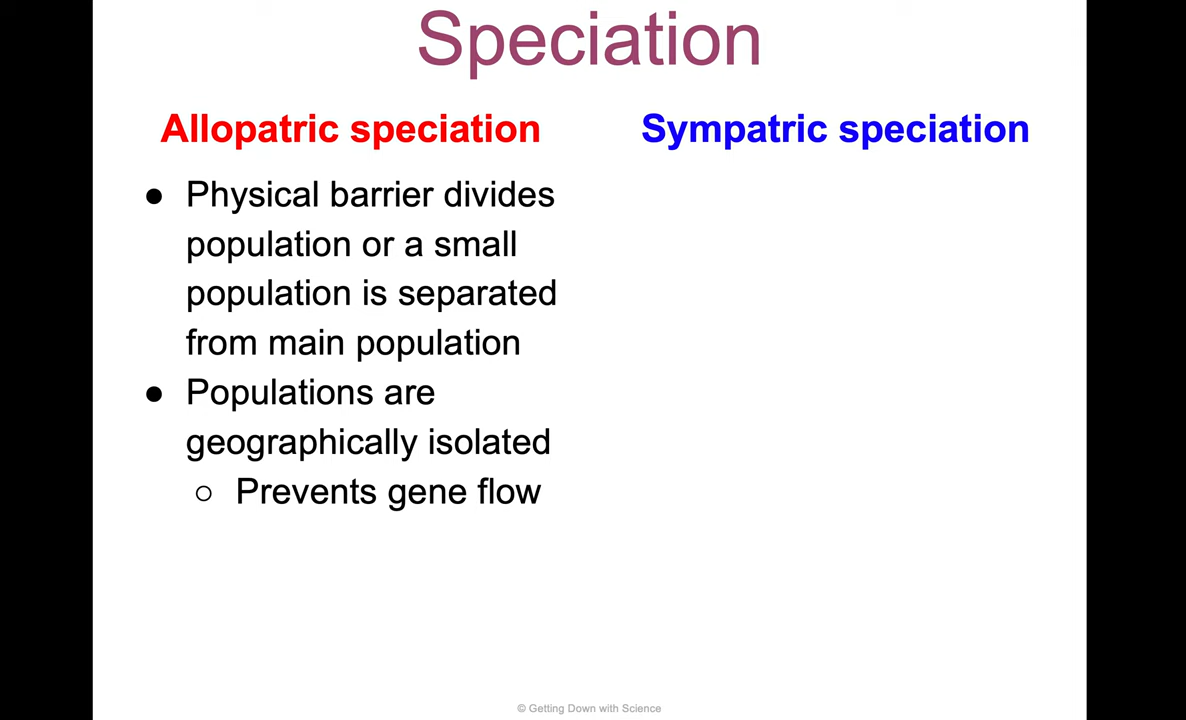 Speciation
Allopatric speciation
● Physical barrier divides
population or a small
population is separated
from main population
● Populations are
geographically isolated
○ Prevents gene flow
Sympatric speciation
© Getting Down with Science